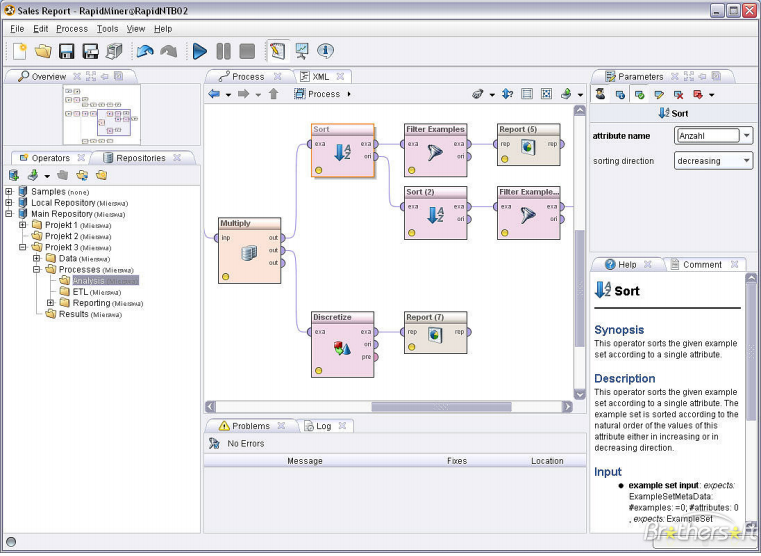 Sales Report - RapidMiner@RapidNTB02
File Edit Process Tools View Help
Overview
Process
XML
Parameters
Process
Sort
attribute name Anzahl
sorting direction decreasing
Operators
Repositories
Samples (none)
Local Repository (Mierswa)
Main Repository (Mierswa)
Projekt 1 (Mierswa)
Projekt 2 (Mierswa)
Projekt 3 (Mierswa)
Data (Mierswa)
Processes (Mierswa)
Analysis
ETL (Mierswa)
Reporting (Mierswa)
Results (Mierswa)
Multiply
inp out
out
out
Sort
exa exa
ori
Filter Examples
exa exa
ori
Report (5)
rep rep
Sort (2)
exa exa
ori
Filter Example...
exa exa
ori
Discretize
exa exa
ori
pre
Report (7)
rep rep
Problems
Log
No Errors
Message Fixes Location
Help
Comment
Sort
Synopsis
This operator sorts the given example
set according to a single attribute.
Description
This operator sorts the given example
set according to a single attribute. The
example set is sorted according to the
natural order of the values of this
attribute either in increasing or in
decreasing direction.
Input
example set input: expects:
ExampleSetMetaData:
#examples: =0; #attributes: 0
, expects: ExampleSet
Brothersoft